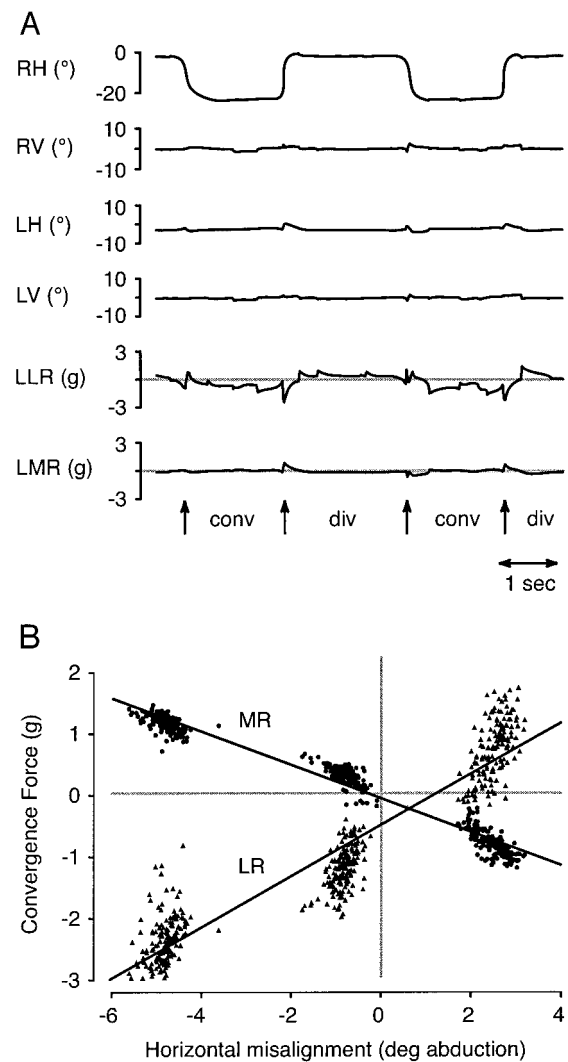 A
RH (°)
0
-20
RV (°)
10
-10
LH (°)
10
-10
LV (°)
10
-10
LLR (g)
3
-3
LMR (g)
3
-3
conv div conv div
1 sec
B
Convergence Force (g)
2
1
0
-1
-2
-3
MR
LR
-6 -4 -2 0 2 4
Horizontal misalignment (deg abduction)